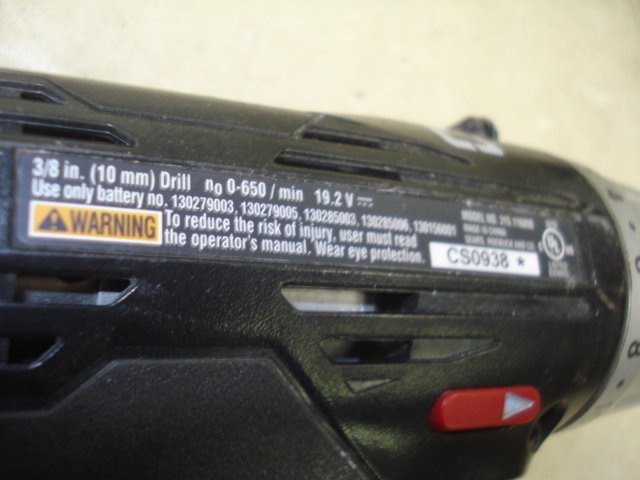 3/8 in. (10 mm) Drill n0 0-650 / min 19.2 V
Use only battery no. 130279003, 130279005, 130285003, 130285006, 130156001
WARNING
To reduce the risk of injury, user must read
the operator's manual. Wear eye protection.
MODEL NO.
MADE IN CHINA
SEARS, ROEBUCK AND CO.
UL
CS0938 *
8